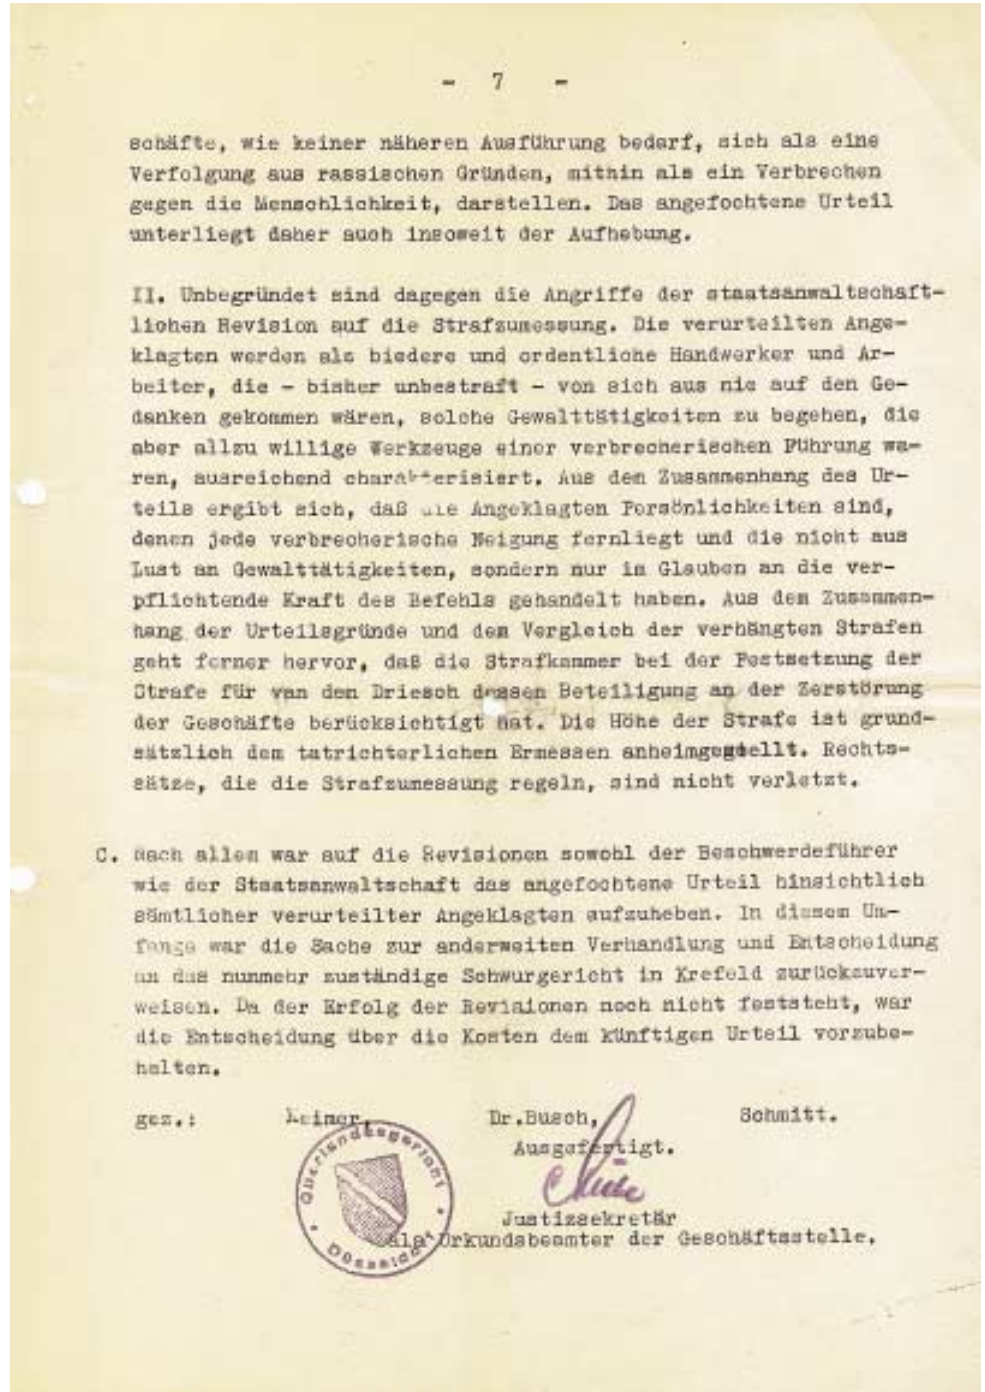 - 7 -
schäfte, wie keiner näheren Ausführung bedarf, sich als eine
Verfolgung aus rassischen Gründen, mithin als ein Verbrechen
gegen die Menschlichkeit, darstellen. Das angefochtene Urteil
unterliegt daher auch insoweit der Aufhebung.
II. Unbegründet sind dagegen die Angriffe der staatsanwaltschaft-
lichen Revision auf die Strafzumessung. Die verurteilten Ange-
klagten werden als biedere und ordentliche Handwerker und Ar-
beiter, die - bisher unbestraft - von sich aus nie auf den Ge-
danken gekommen wären, solche Gewalttätigkeiten zu begehen, die
aber allzu willige Werkzeuge einer verbrecherischen Führung wa-
ren, ausreichend charakterisiert. Aus dem Zusammenhang des Ur-
teils ergibt sich, daß die Angeklagten Persönlichkeiten sind,
denen jede verbrecherische Neigung fernliegt und die nicht aus
Lust an Gewalttätigkeiten, sondern nur im Glauben an die ver-
pflichtende Kraft des Befehls gehandelt haben. Aus dem Zusammen-
hang der Urteilsgründe und dem Vergleich der verhängten Strafen
geht ferner hervor, daß die Strafkammer bei der Festsetzung der
Strafe für van den Driesch dessen Beteiligung an der Zerstörung
der Geschäfte berücksichtigt hat. Die Höhe der Strafe ist grund-
sätzlich dem tatrichterlichen Ermessen anheimgestellt. Rechts-
sätze, die die Strafzumessung regeln, sind nicht verletzt.
C. Nach allem war auf die Revisionen sowohl der Beschwerdeführer
wie der Staatsanwaltschaft das angefochtene Urteil hinsichtlich
sämtlicher verurteilter Angeklagten aufzuheben. In diesem Um-
fange war die Sache zur anderweiten Verhandlung und Entscheidung
an das nunmehr zuständige Schwurgericht in Krefeld zurückzuver-
weisen. Da der Erfolg der Revisionen noch nicht feststeht, war
die Entscheidung über die Kosten dem künftigen Urteil vorzube-
halten.
gez.: Dr.Busch, Schmitt.
Ausgefertigt.
Justizsekretär
als Urkundsbeamter der Geschäftsstelle.
Oberlandesgericht
Düsseldorf